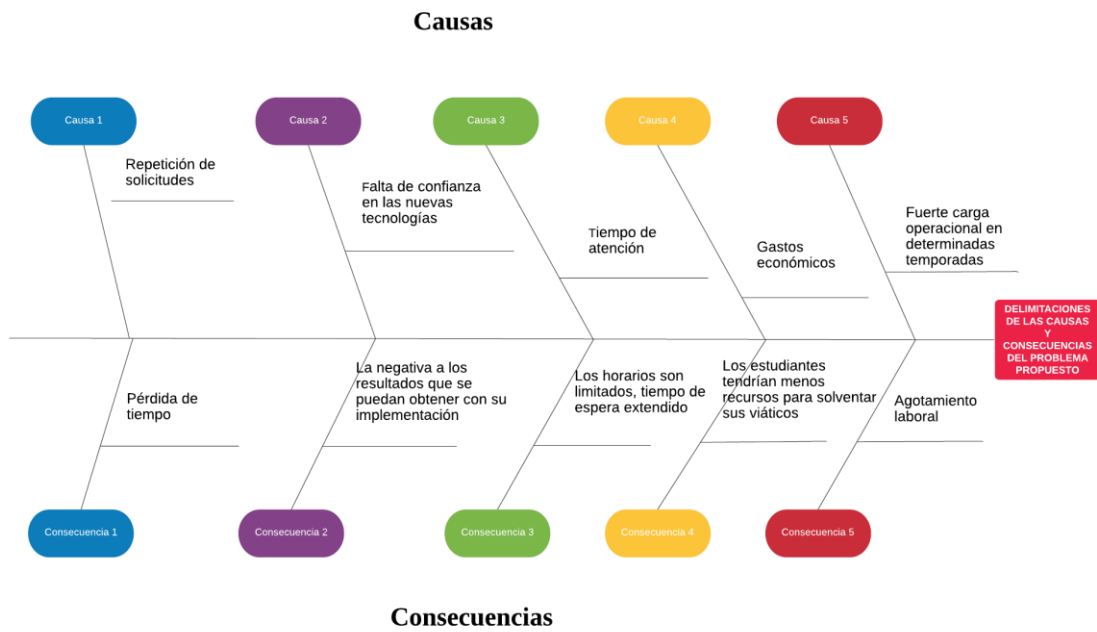 Causas
Causa 1
Causa 2
Causa 3
Causa 4
Causa 5
Repetición de
solicitudes
Falta de confianza
en las nuevas
tecnologías
Tiempo de
atención
Gastos
económicos
Fuerte carga
operacional en
determinadas
temporadas
DELIMITACIONES
DE LAS CAUSAS
Y
CONSECUENCIAS
DEL PROBLEMA
PROPUESTO
Pérdida de
tiempo
La negativa a los
resultados que se
puedan obtener con su
implementación
Los horarios son
limitados, tiempo de
espera extendido
Los estudiantes
tendrían menos
recursos para solventar
sus viáticos
Agotamiento
laboral
Consecuencia 1
Consecuencia 2
Consecuencia 3
Consecuencia 4
Consecuencia 5
Consecuencias